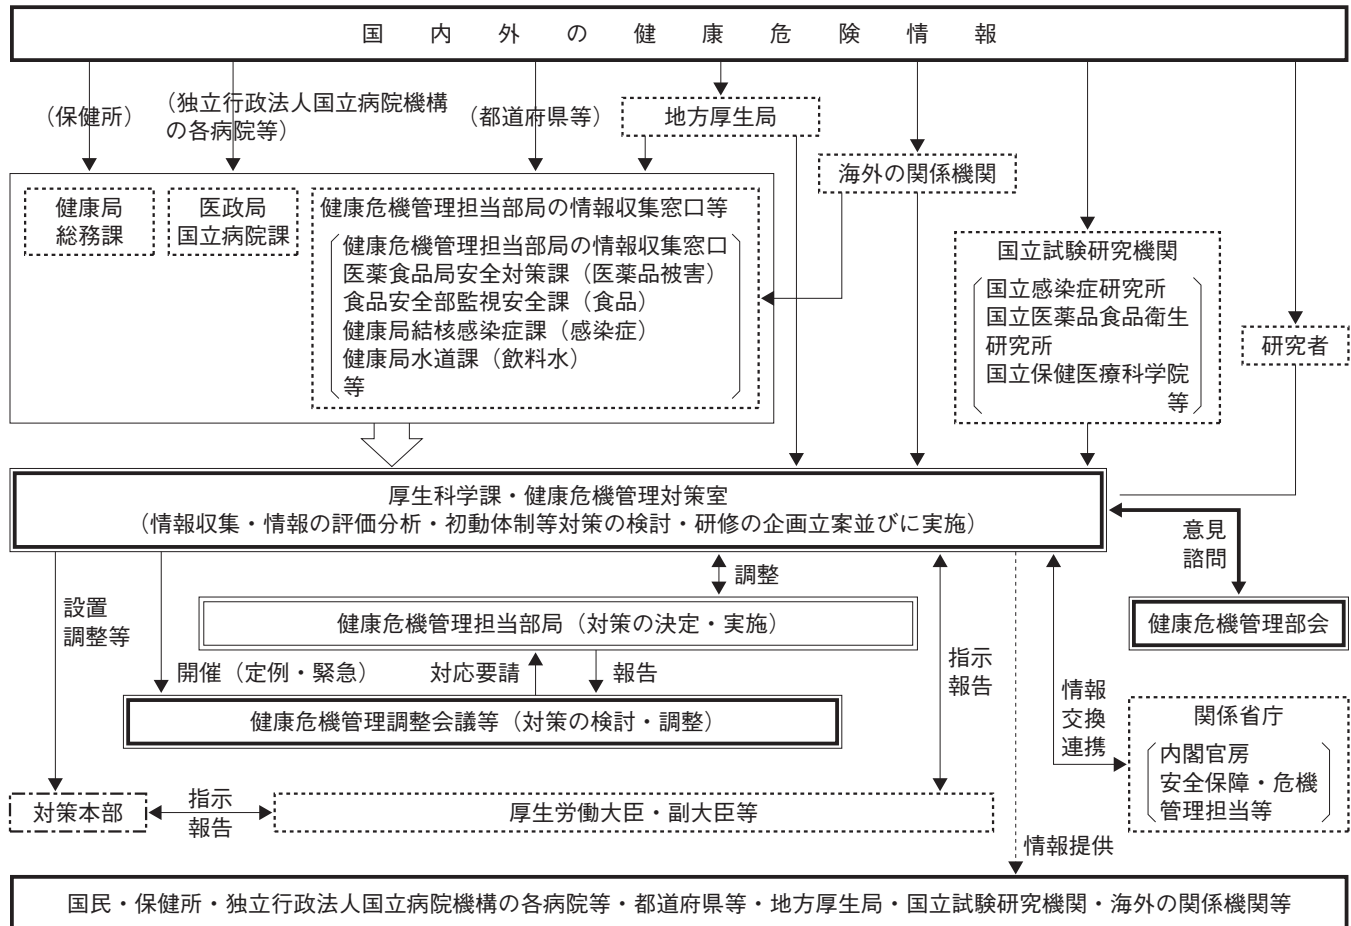 国内外の健康危険情報
（保健所）
（独立行政法人国立病院機構
の各病院等）
（都道府県等）
地方厚生局
海外の関係機関
健康局
総務課
医政局
国立病院課
健康危機管理担当部局の情報収集窓口等
健康危機管理担当部局の情報収集窓口
医薬食品局安全対策課（医薬品被害）
食品安全部監視安全課（食品）
健康局結核感染症課（感染症）
健康局水道課（飲料水）
等
国立試験研究機関
国立感染症研究所
国立医薬品食品衛生
研究所
国立保健医療科学院
等
研究者
厚生科学課・健康危機管理対策室
（情報収集・情報の評価分析・初動体制等対策の検討・研修の企画立案並びに実施）
意見
諮問
設置
調整等
調整
健康危機管理担当部局（対策の決定・実施）
健康危機管理部会
開催（定例・緊急）
対応要請
報告
指示
報告
健康危機管理調整会議等（対策の検討・調整）
情報
交換
連携
関係省庁
内閣官房
安全保障・危機
管理担当等
対策本部
指示
報告
厚生労働大臣・副大臣等
情報提供
国民・保健所・独立行政法人国立病院機構の各病院等・都道府県等・地方厚生局・国立試験研究機関・海外の関係機関等